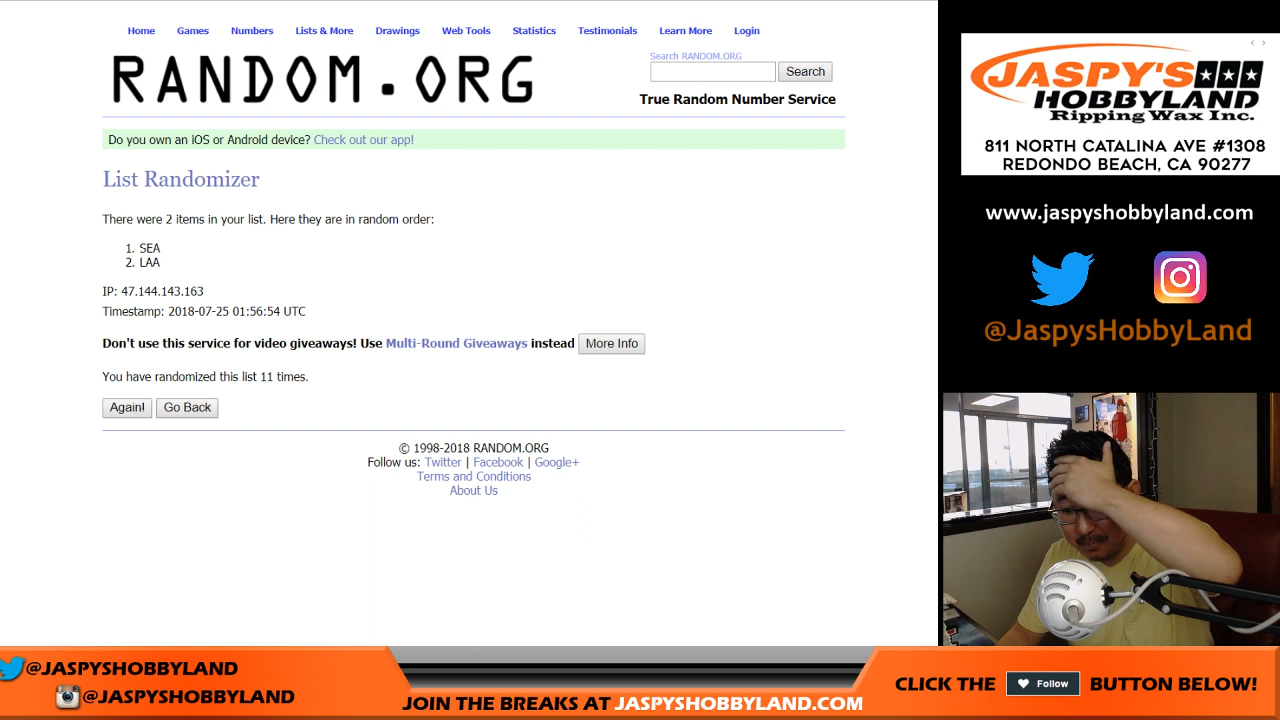 Home Games Numbers Lists & More Drawings Web Tools Statistics Testimonials Learn More Login
RANDOM.ORG
Search RANDOM.ORG
Search
True Random Number Service
Do you own an iOS or Android device? Check out our app!
List Randomizer
There were 2 items in your list. Here they are in random order:
1. SEA
2. LAA
IP: 47.144.143.163
Timestamp: 2018-07-25 01:56:54 UTC
Don't use this service for video giveaways! Use Multi-Round Giveaways instead More Info
You have randomized this list 11 times.
Again! Go Back
© 1998-2018 RANDOM.ORG
Follow us: Twitter | Facebook | Google+
Terms and Conditions
About Us
JASPY'S
HOBBYLAND
Ripping Wax Inc.
811 NORTH CATALINA AVE #1308
REDONDO BEACH, CA 90277
www.jaspyshobbyland.com
@JaspysHobbyLand
@JASPYSHOBBYLAND
@JASPYSHOBBYLAND
JOIN THE BREAKS AT JASPYSHOBBYLAND.COM
CLICK THE Follow BUTTON BELOW!